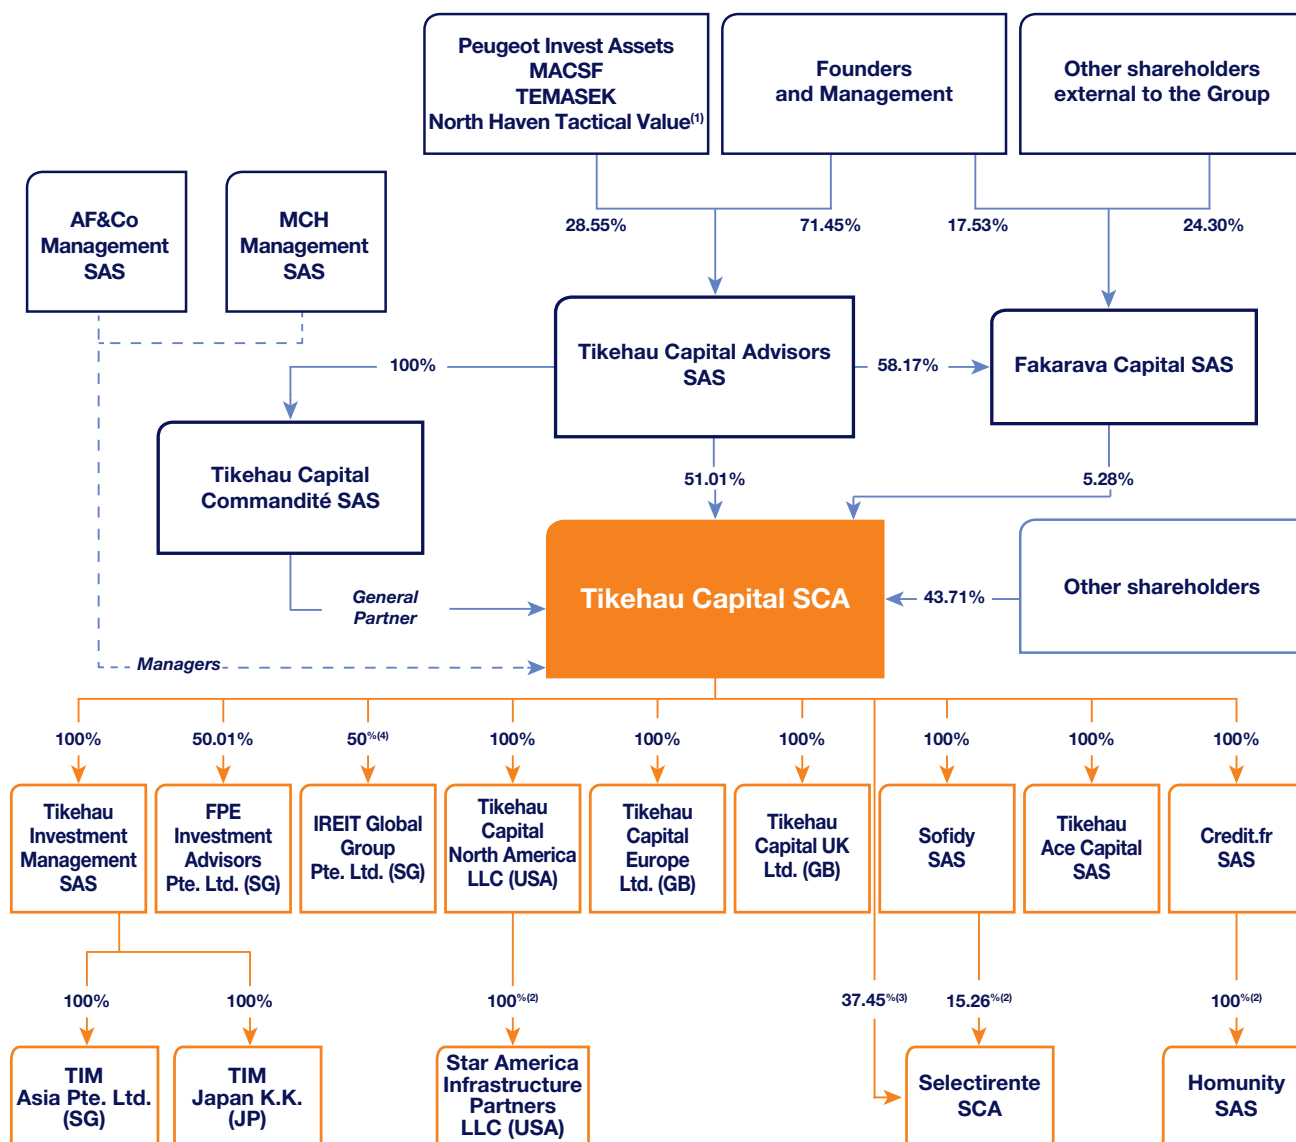 Peugeot Invest Assets
MACSF
TEMASEK
North Haven Tactical Value(1)
Founders
and Management
Other shareholders
external to the Group
AF&Co
Management
SAS
MCH
Management
SAS
28.55%
71.45%
17.53%
24.30%
Tikehau Capital Advisors
SAS
Fakarava Capital SAS
100%
58.17%
Tikehau Capital
Commandité SAS
51.01%
5.28%
Tikehau Capital SCA
Other shareholders
43.71%
General
Partner
Managers
100%
50.01%
50%(4)
100%
100%
100%
100%
100%
100%
Tikehau
Investment
Management
SAS
FPE
Investment
Advisors
Pte. Ltd. (SG)
IREIT Global
Group
Pte. Ltd. (SG)
Tikehau
Capital
North America
LLC (USA)
Tikehau
Capital
Europe
Ltd. (GB)
Tikehau
Capital UK
Ltd. (GB)
Sofidy
SAS
Tikehau
Ace Capital
SAS
Credit.fr
SAS
100%
100%
100%(2)
37.45%(3)
15.26%(2)
100%(2)
TIM
Asia Pte. Ltd.
(SG)
TIM
Japan K.K.
(JP)
Star America
Infrastructure
Partners
LLC (USA)
Selectirente
SCA
Homunity
SAS